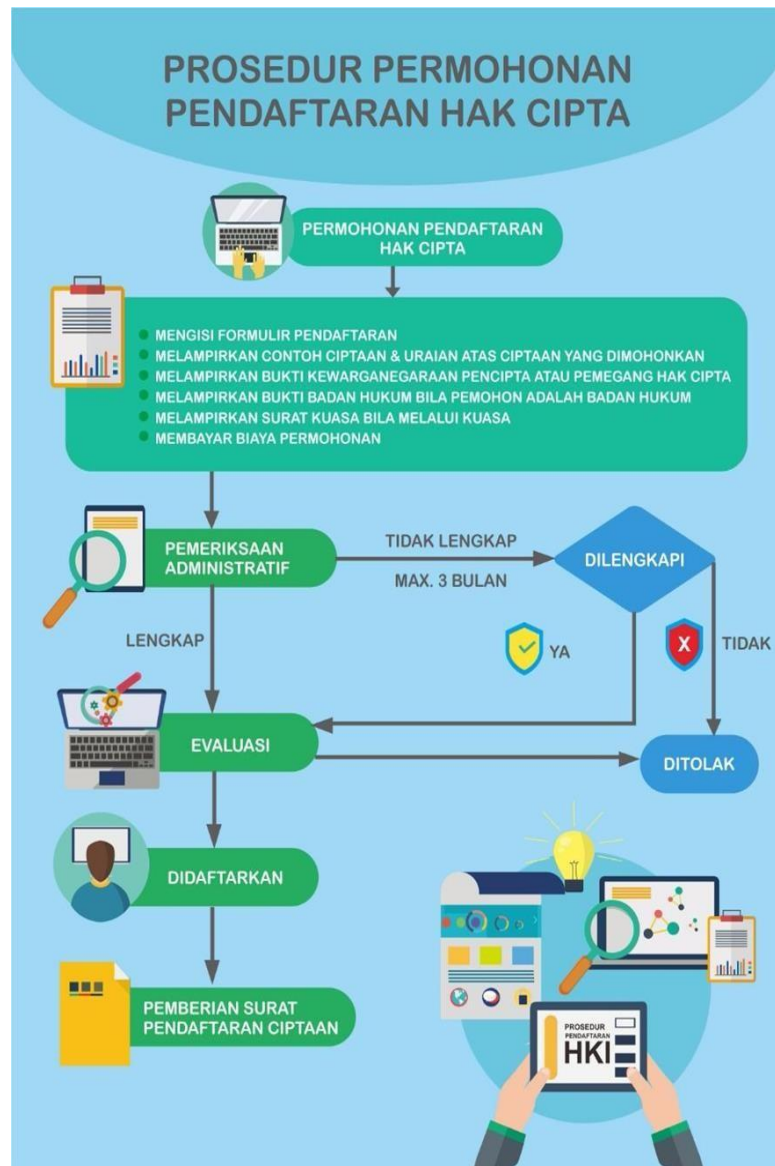 PROSEDUR PERMOHONAN
PENDAFTARAN HAK CIPTA
PERMOHONAN PENDAFTARAN
HAK CIPTA
MENGISI FORMULIR PENDAFTARAN
MELAMPIRKAN CONTOH CIPTAAN & URAIAN ATAS CIPTAAN YANG DIMOHONKAN
MELAMPIRKAN BUKTI KEWARGANEGARAAN PENCIPTA ATAU PEMEGANG HAK CIPTA
MELAMPIRKAN BUKTI BADAN HUKUM BILA PEMOHON ADALAH BADAN HUKUM
MELAMPIRKAN SURAT KUASA BILA MELALUI KUASA
MEMBAYAR BIAYA PERMOHONAN
PEMERIKSAAN
ADMINISTRATIF
TIDAK LENGKAP
MAX. 3 BULAN
DILENGKAPI
LENGKAP
YA
X
TIDAK
EVALUASI
DITOLAK
DIDAFTARKAN
PEMBERIAN SURAT
PENDAFTARAN CIPTAAN
PROSEDUR
PENDAFTARAN
HKI